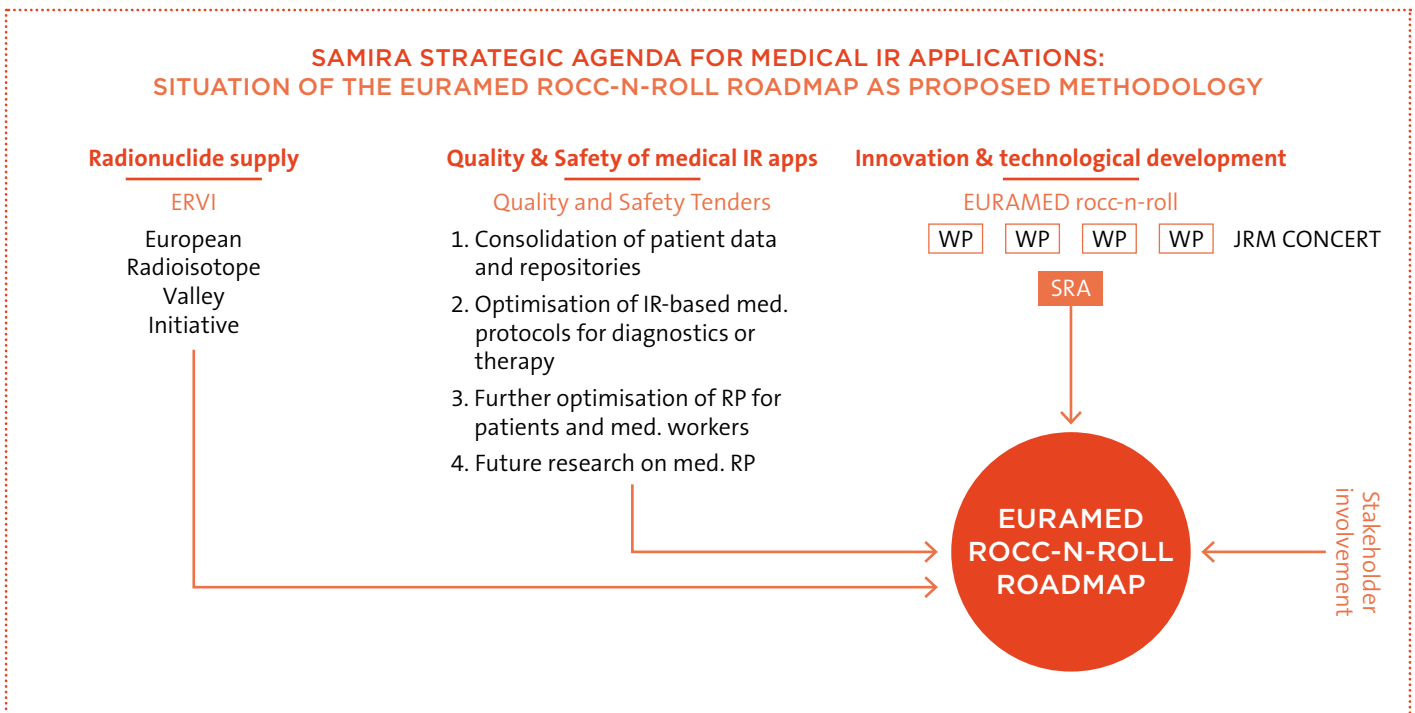 SAMIRA STRATEGIC AGENDA FOR MEDICAL IR APPLICATIONS:
SITUATION OF THE EURAMED ROCC-N-ROLL ROADMAP AS PROPOSED METHODOLOGY
Radionuclide supply
ERVI
European
Radioisotope
Valley
Initiative
Quality & Safety of medical IR apps
Quality and Safety Tenders
1. Consolidation of patient data
and repositories
2. Optimisation of IR-based med.
protocols for diagnostics or
therapy
3. Further optimisation of RP for
patients and med. workers
4. Future research on med. RP
Innovation & technological development
EURAMED rocc-n-roll
WP WP WP WP JRM CONCERT
SRA
EURAMED
ROCC-N-ROLL
ROADMAP
Stakeholder
involvement